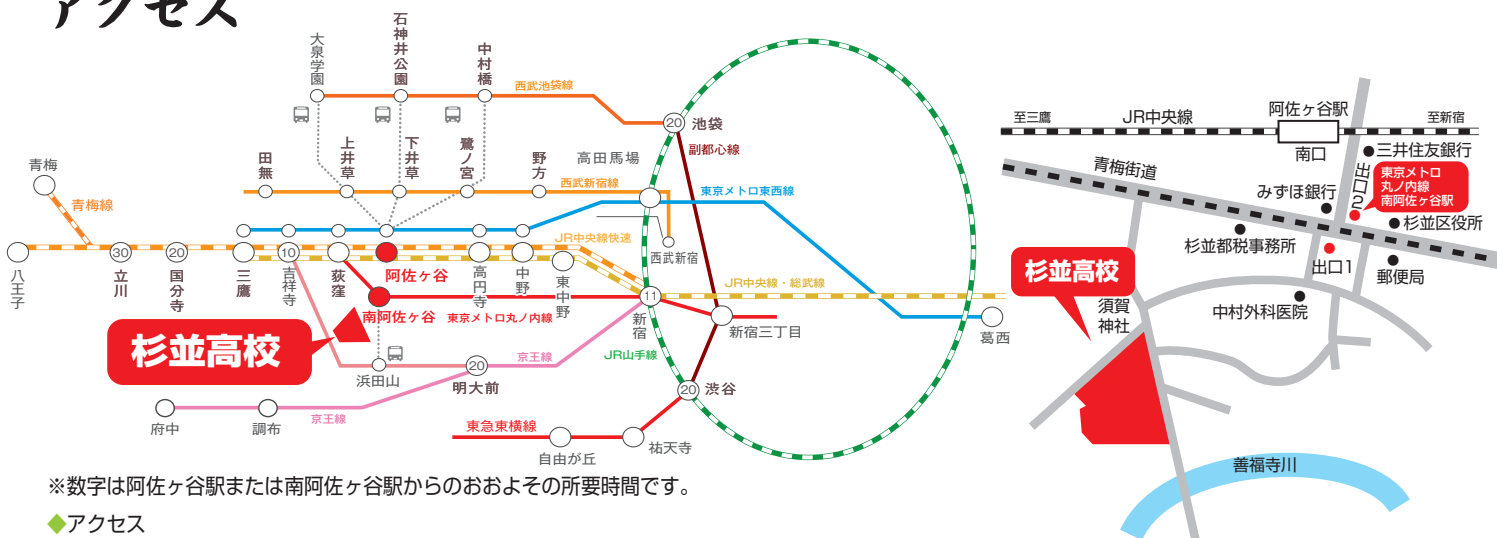 アクセス
大泉学園
石神井公園
中村橋
西武池袋線
20
池袋
副都心線
田無
上井草
下井草
鷺ノ宮
野方
高田馬場
西武新宿線
東京メトロ東西線
青梅
青梅線
JR中央線快速
西武新宿
八王子
30
立川
20
国分寺
三鷹
10
吉祥寺
荻窪
阿佐ヶ谷
高円寺
中野
東中野
JR中央線・総武線
11
新宿
南阿佐ヶ谷
東京メトロ丸ノ内線
新宿三丁目
葛西
杉並高校
JR山手線
浜田山
20
明大前
京王線
20
渋谷
府中
調布
京王線
東急東横線
自由が丘
祐天寺
※数字は阿佐ヶ谷駅または南阿佐ヶ谷駅からのおおよその所要時間です。
◆アクセス
至三鷹
JR中央線
阿佐ヶ谷駅
至新宿
南口
三井住友銀行
青梅街道
出口2
東京メトロ
丸ノ内線
南阿佐ヶ谷駅
みずほ銀行
杉並区役所
杉並都税事務所
出口1
郵便局
杉並高校
須賀
神社
中村外科医院
善福寺川